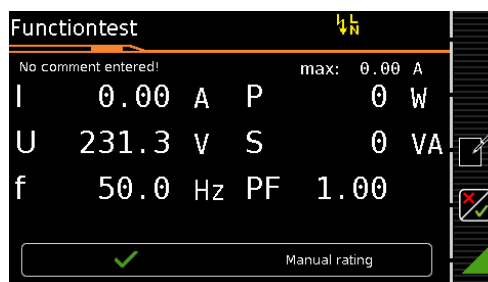 Functiontest L N
No comment entered! max: 0.00 A
I 0.00 A P 0 W
U 231.3 V S 0 VA
f 50.0 Hz PF 1.00
Manual rating